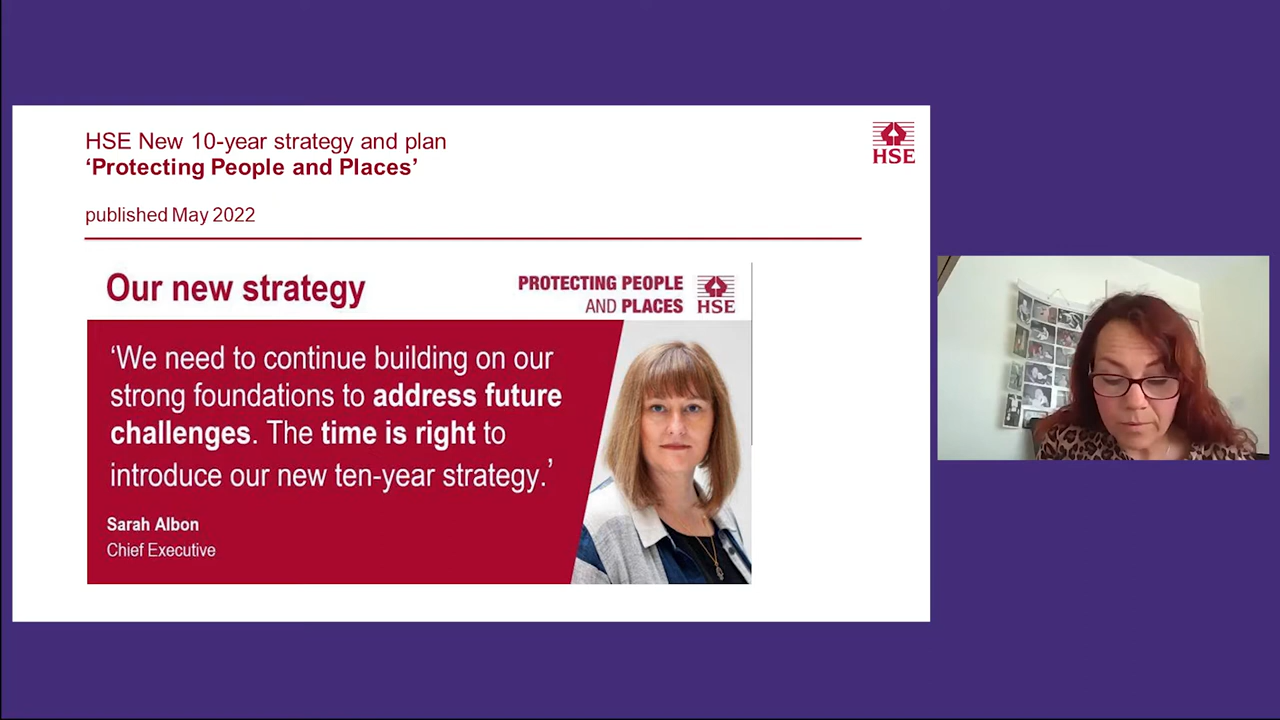 HSE New 10-year strategy and plan
‘Protecting People and Places’
HSE
published May 2022
Our new strategy
PROTECTING PEOPLE
AND PLACES
HSE
‘We need to continue building on our
strong foundations to address future
challenges. The time is right to
introduce our new ten-year strategy.’
Sarah Albon
Chief Executive